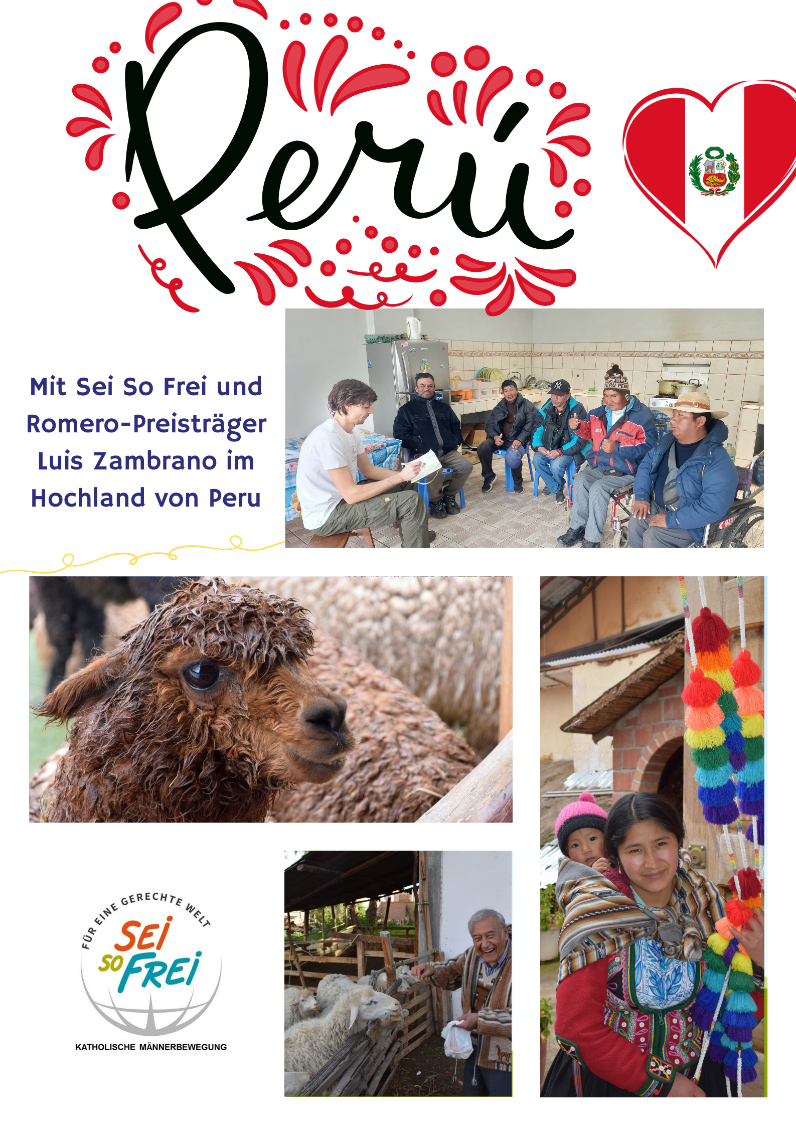 Perú
Mit Sei So Frei und
Romero-Preisträger
Luis Zambrano im
Hochland von Peru
FÜR EINE GERECHTE WELT
SEI
SO FREI
KATHOLISCHE MÄNNERBEWEGUNG